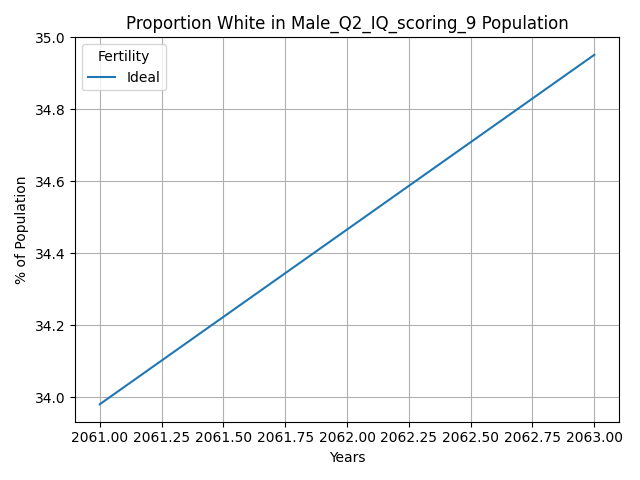 Proportion White in Male_Q2_IQ_scoring_9 Population
35.0
Fertility
Ideal
34.8
34.6
34.4
34.2
34.0
% of Population
2061.00 2061.25 2061.50 2061.75 2062.00 2062.25 2062.50 2062.75 2063.00
Years